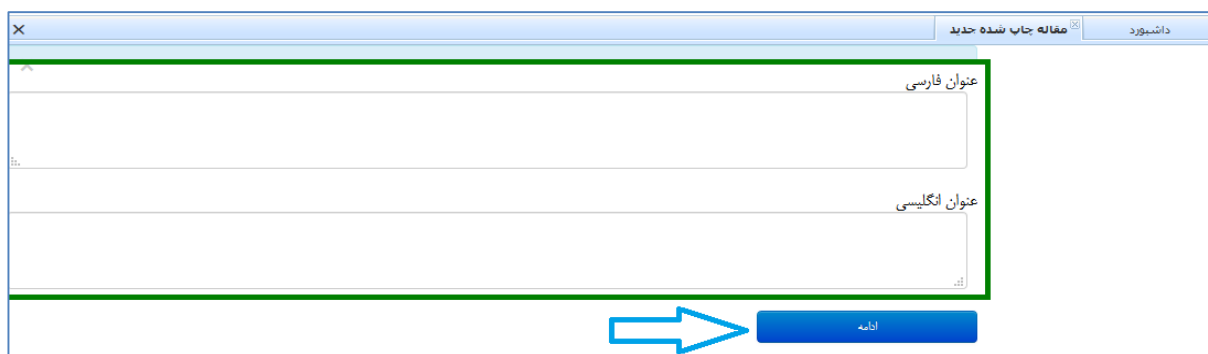 داشبورد
مقاله چاپ شده جدید
عنوان فارسی
عنوان انگلیسی
ادامه